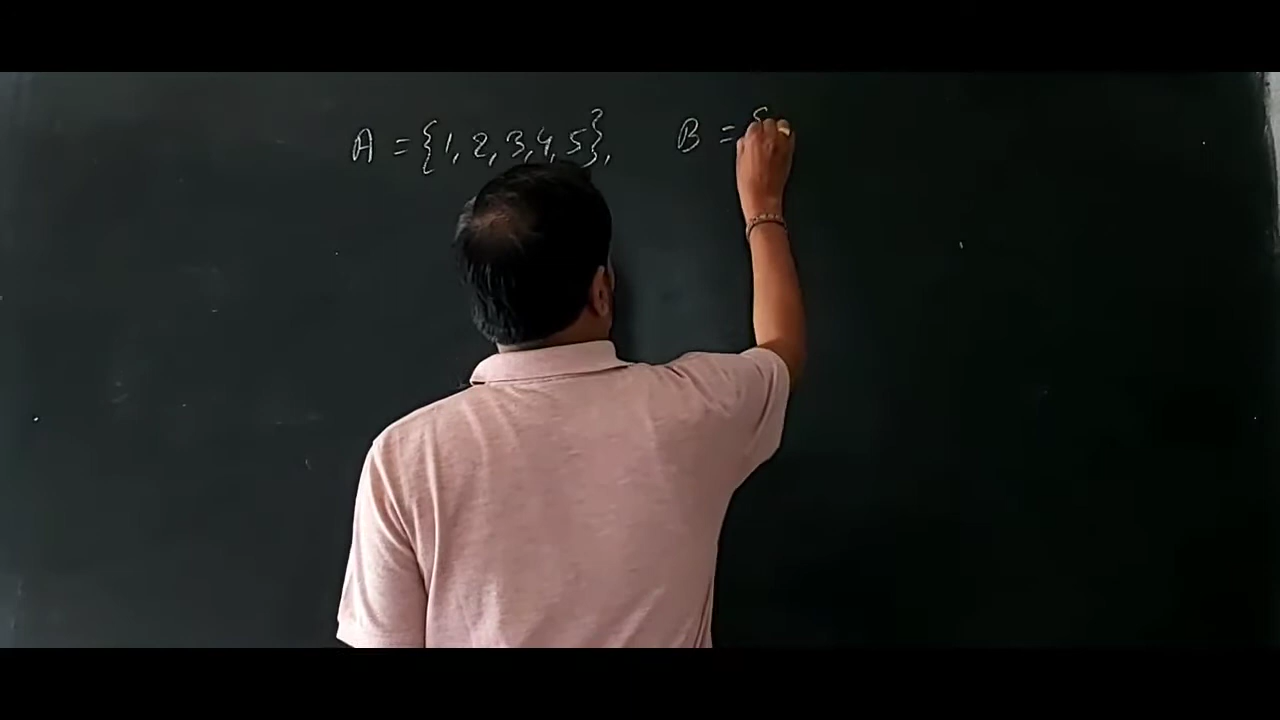 A = {1, 2, 3, 4, 5}, B = {